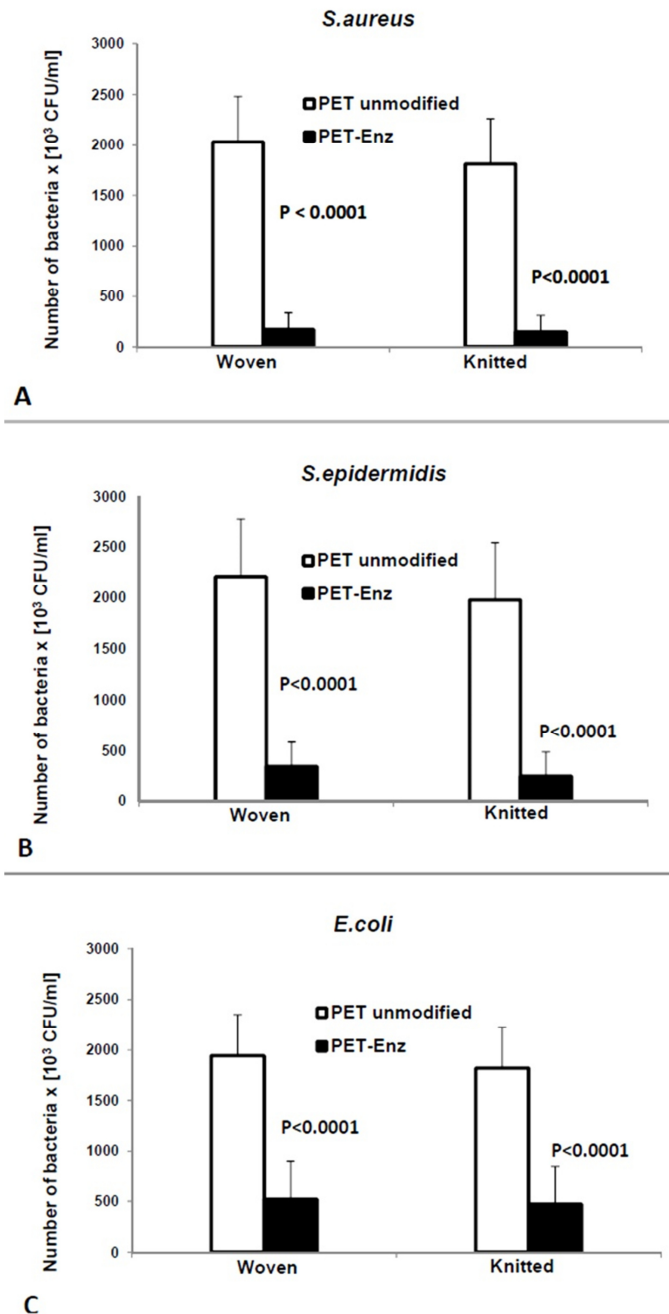 S.aureus
Number of bacteria x [10³ CFU/ml]
3000
2500
2000
1500
1000
500
0
PET unmodified
PET-Enz
P < 0.0001
P<0.0001
Woven
Knitted
A
S.epidermidis
Number of bacteria x [10³ CFU/ml]
3000
2500
2000
1500
1000
500
0
PET unmodified
PET-Enz
P<0.0001
P<0.0001
Woven
Knitted
B
E.coli
Number of bacteria x [10³ CFU/ml]
3000
2500
2000
1500
1000
500
0
PET unmodified
PET-Enz
P<0.0001
P<0.0001
Woven
Knitted
C